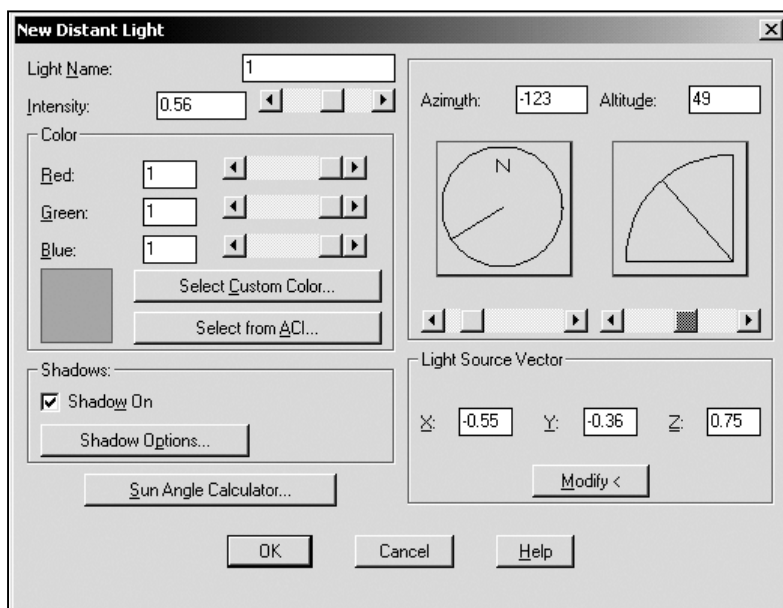 New Distant Light
Light Name: 1
Intensity: 0.56
Color
Red: 1
Green: 1
Blue: 1
Select Custom Color...
Select from ACI...
Shadows:
Shadow On
Shadow Options...
Sun Angle Calculator...
Azimuth: -123 Altitude: 49
N
Light Source Vector
X: -0.55 Y: -0.36 Z: 0.75
Modify <
OK Cancel Help